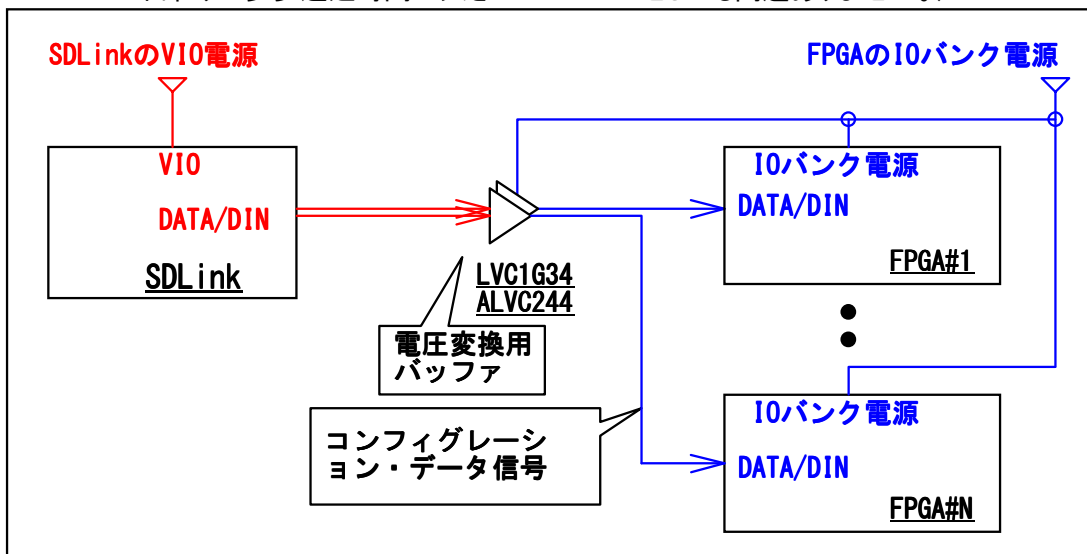 SDLinkのVIO電源
FPGAのIOバンク電源
VIO
DATA/DIN
SDLink
LVC1G34
ALVC244
電圧変換用
バッファ
コンフィグレーシ
ョン・データ信号
IOバンク電源
DATA/DIN
FPGA#1
IOバンク電源
DATA/DIN
FPGA#N